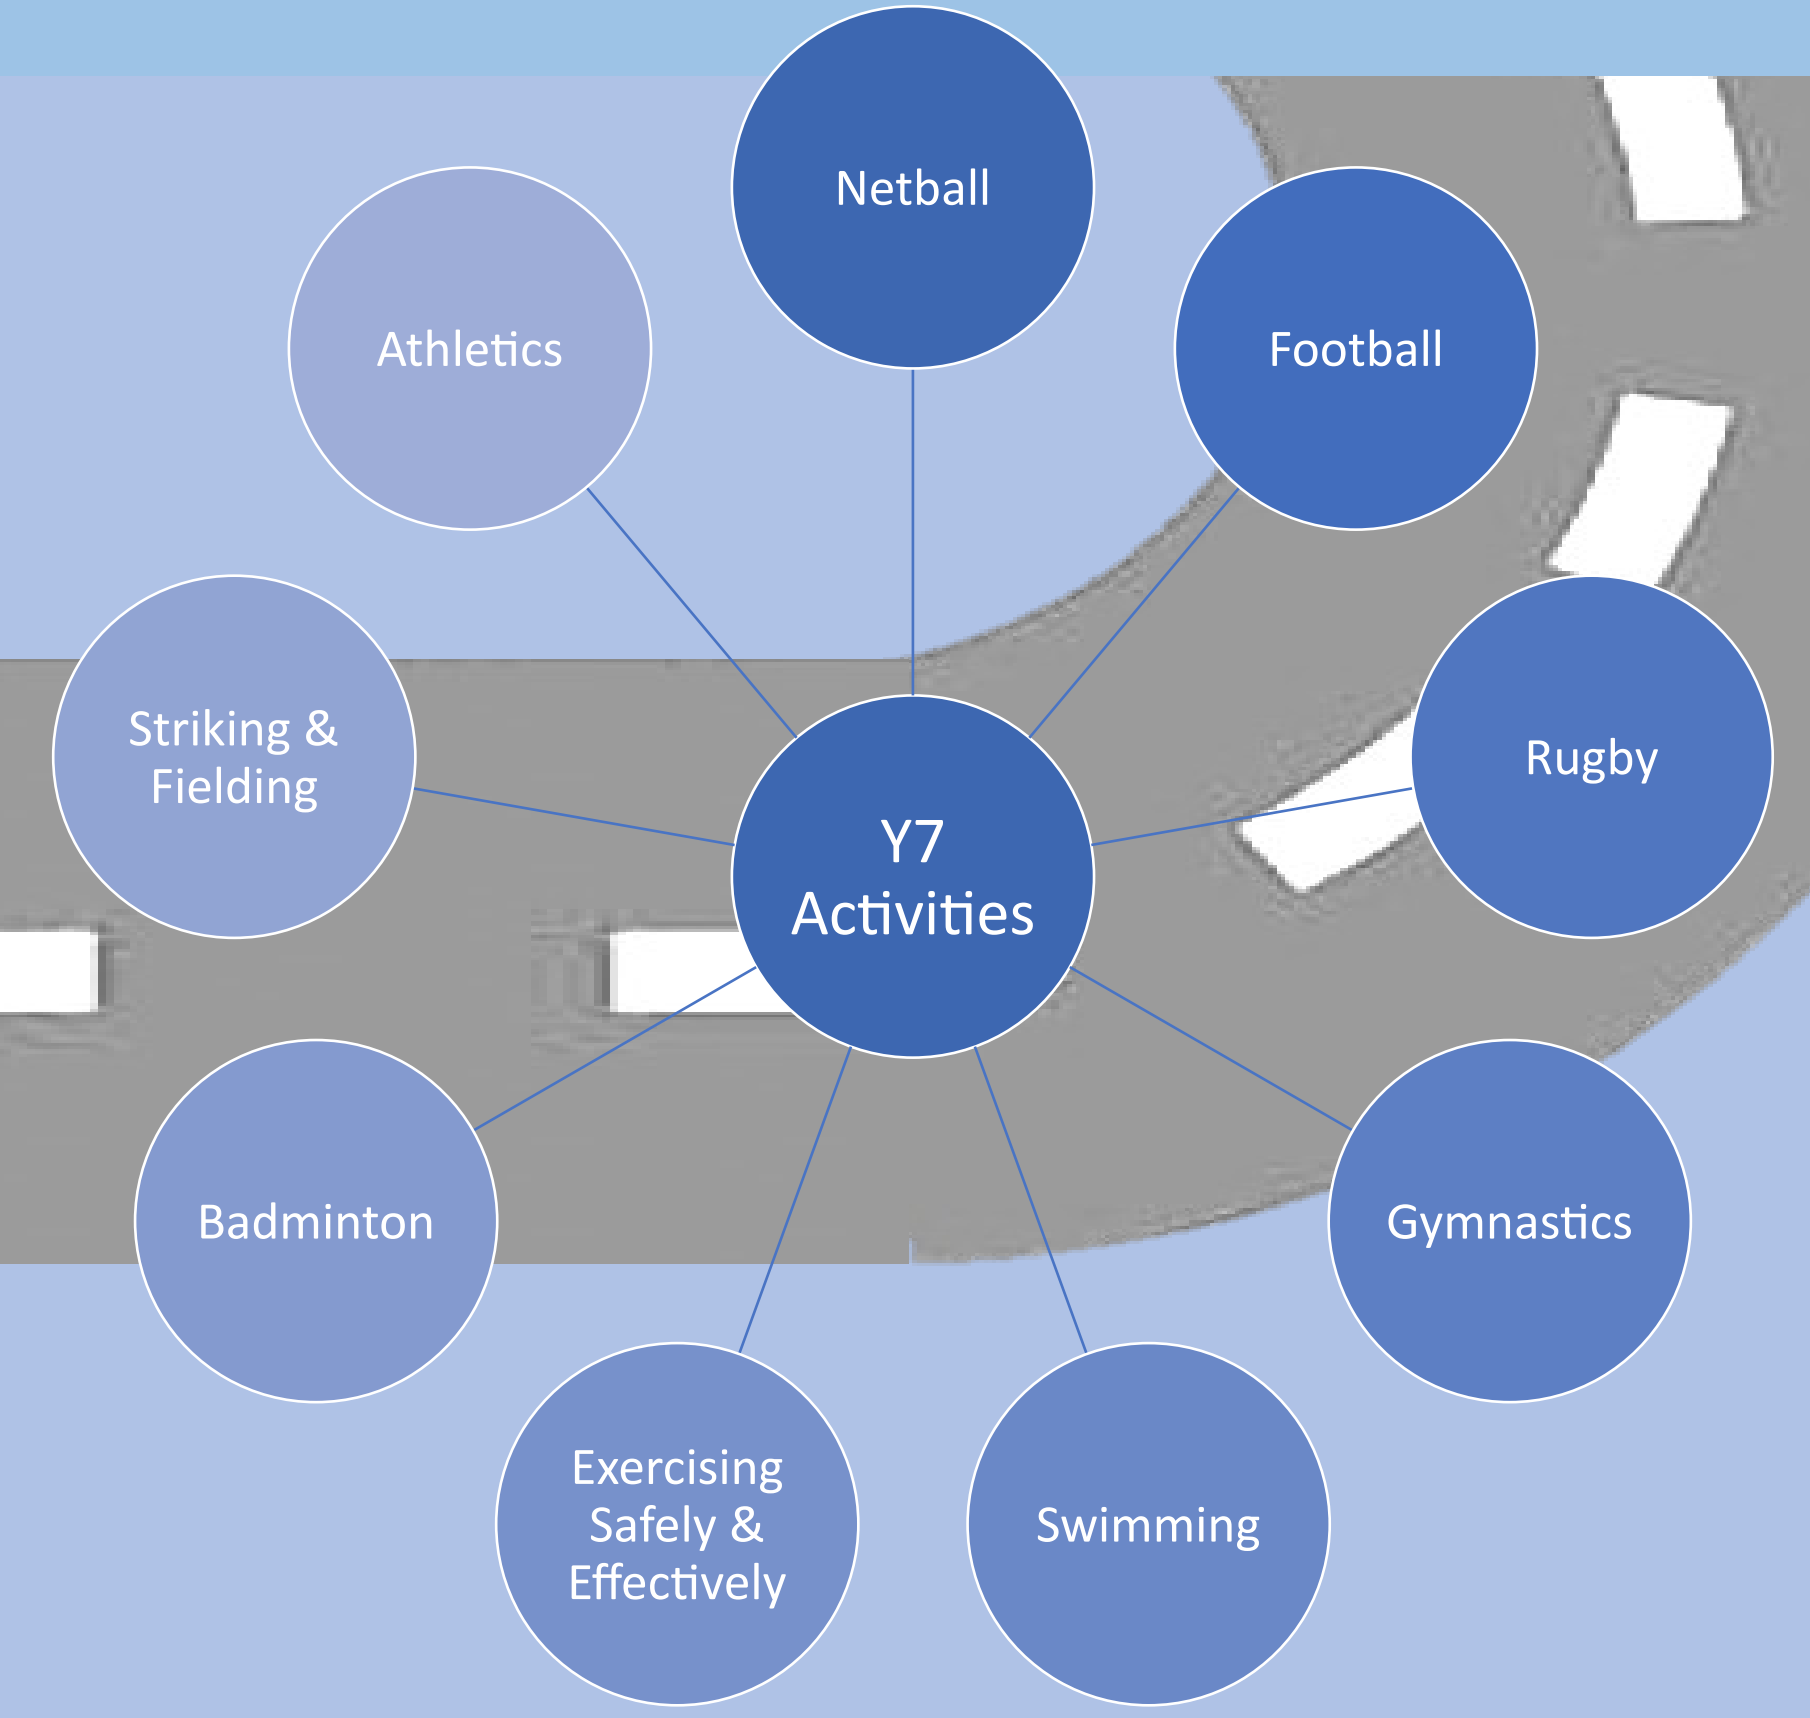 Netball
Athletics
Football
Striking &
Fielding
Rugby
Y7
Activities
Badminton
Gymnastics
Exercising
Safely &
Effectively
Swimming